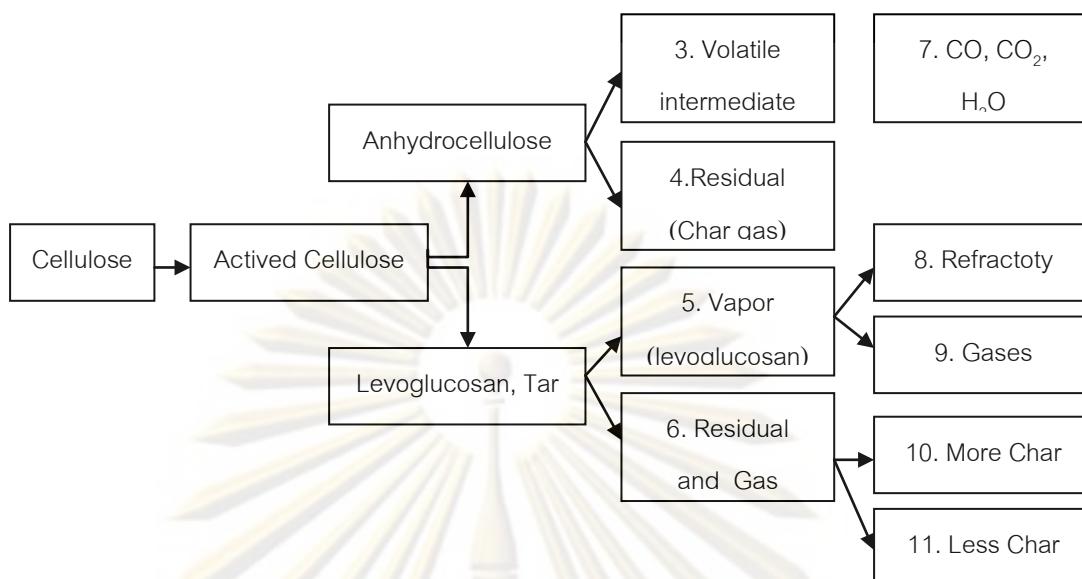 3. Volatile
intermediate
7. CO, CO₂,
H₂O
Anhydrocellulose
4.Residual
(Char gas)
Cellulose
Actived Cellulose
5. Vapor
(levoglucosan)
8. Refractoty
9. Gases
Levoglucosan, Tar
6. Residual
and Gas
10. More Char
11. Less Char